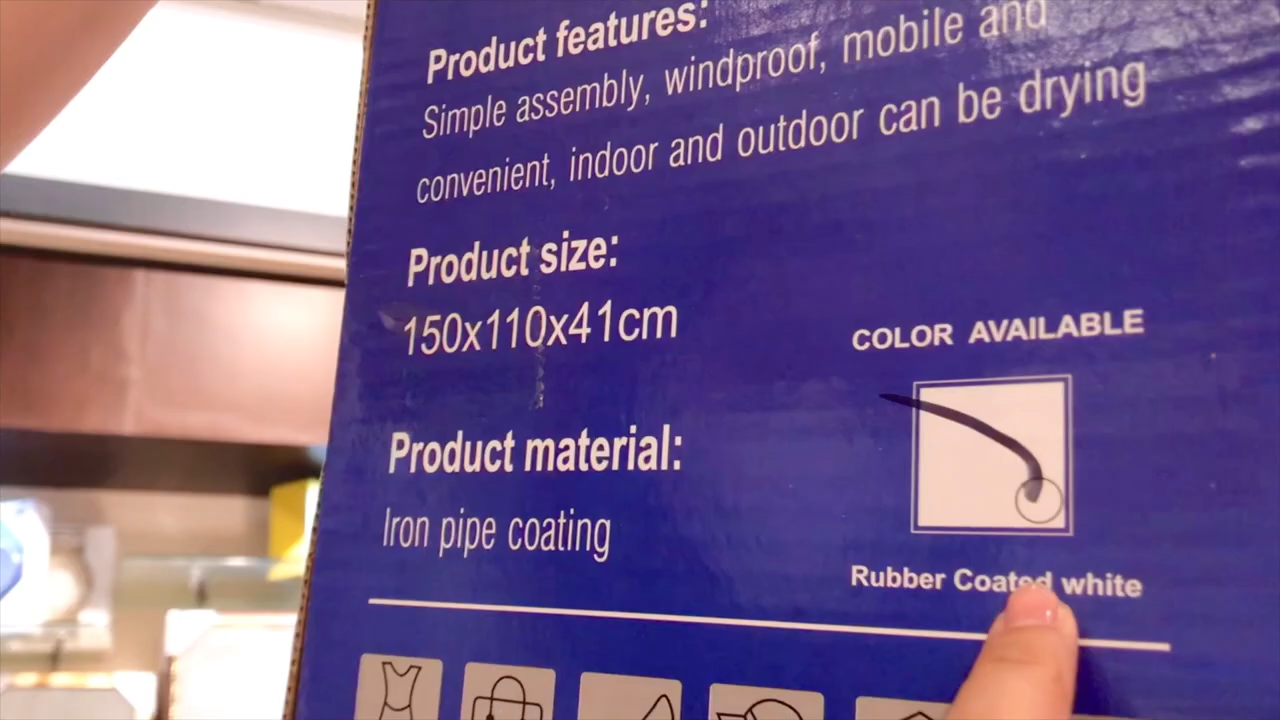 Product features:
Simple assembly, windproof, mobile and
convenient, indoor and outdoor can be drying
Product size:
150x110x41cm
COLOR AVAILABLE
Product material:
Iron pipe coating
Rubber Coated white